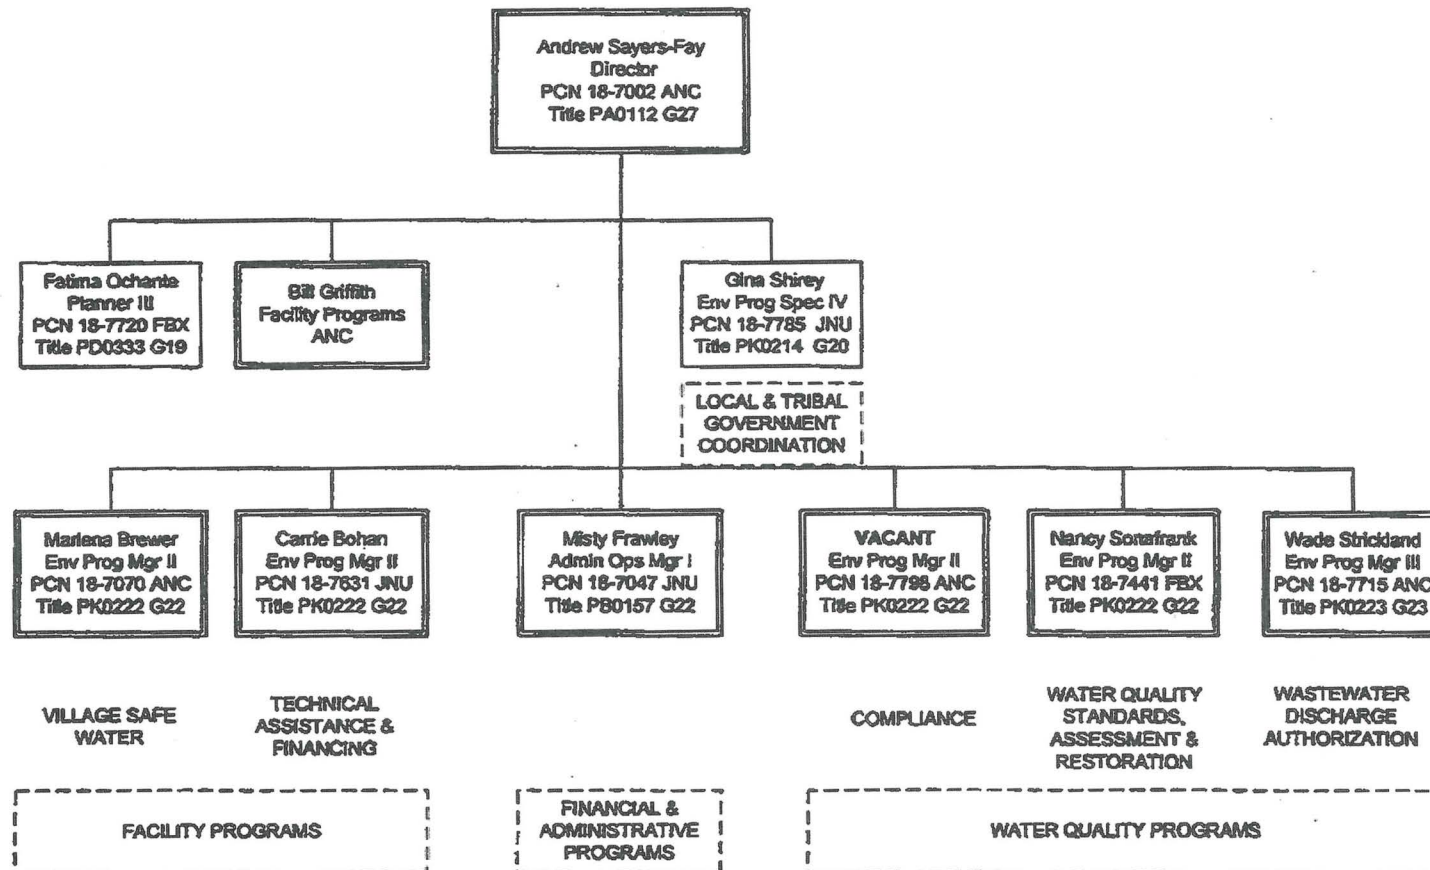 Andrew Sayers-Fay
Director
PCN 18-7002 ANC
Title PA0112 G27
Fatima Ochante
Planner III
PCN 18-7720 FBX
Title PD0333 G19
Bill Griffith
Facility Programs
ANC
Gina Shirey
Env Prog Spec IV
PCN 18-7785 JNU
Title PK0214 G20
LOCAL & TRIBAL
GOVERNMENT
COORDINATION
Marlena Brewer
Env Prog Mgr II
PCN 18-7070 ANC
Title PK0222 G22
Carrie Bohan
Env Prog Mgr II
PCN 18-7631 JNU
Title PK0222 G22
Misty Frawley
Admin Ops Mgr I
PCN 18-7047 JNU
Title PB0157 G22
VACANT
Env Prog Mgr II
PCN 18-7798 ANC
Title PK0222 G22
Nancy Sonafrank
Env Prog Mgr II
PCN 18-7441 FBX
Title PK0222 G22
Wade Strickland
Env Prog Mgr III
PCN 18-7715 ANC
Title PK0223 G23
VILLAGE SAFE
WATER
TECHNICAL
ASSISTANCE &
FINANCING
COMPLIANCE
WATER QUALITY
STANDARDS,
ASSESSMENT &
RESTORATION
WASTEWATER
DISCHARGE
AUTHORIZATION
FACILITY PROGRAMS
FINANCIAL &
ADMINISTRATIVE
PROGRAMS
WATER QUALITY PROGRAMS